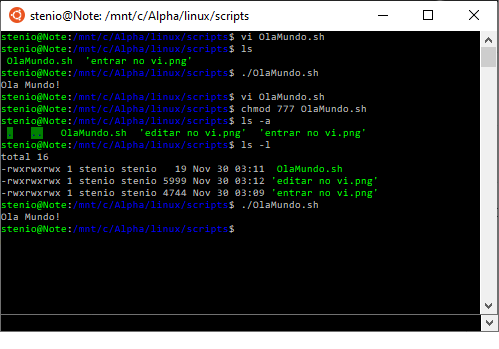 stenio@Note: /mnt/c/Alpha/linux/scripts
stenio@Note:/mnt/c/Alpha/linux/scripts$ vi OlaMundo.sh
stenio@Note:/mnt/c/Alpha/linux/scripts$ ls
OlaMundo.sh  'entrar no vi.png'
stenio@Note:/mnt/c/Alpha/linux/scripts$ ./OlaMundo.sh
Ola Mundo!
stenio@Note:/mnt/c/Alpha/linux/scripts$ vi OlaMundo.sh
stenio@Note:/mnt/c/Alpha/linux/scripts$ chmod 777 OlaMundo.sh
stenio@Note:/mnt/c/Alpha/linux/scripts$ ls -a
.   ..   OlaMundo.sh  'editar no vi.png'  'entrar no vi.png'
stenio@Note:/mnt/c/Alpha/linux/scripts$ ls -l
total 16
-rwxrwxrwx 1 stenio stenio   19 Nov 30 03:11  OlaMundo.sh
-rwxrwxrwx 1 stenio stenio 5999 Nov 30 03:12 'editar no vi.png'
-rwxrwxrwx 1 stenio stenio 4744 Nov 30 03:09 'entrar no vi.png'
stenio@Note:/mnt/c/Alpha/linux/scripts$ ./OlaMundo.sh
Ola Mundo!
stenio@Note:/mnt/c/Alpha/linux/scripts$